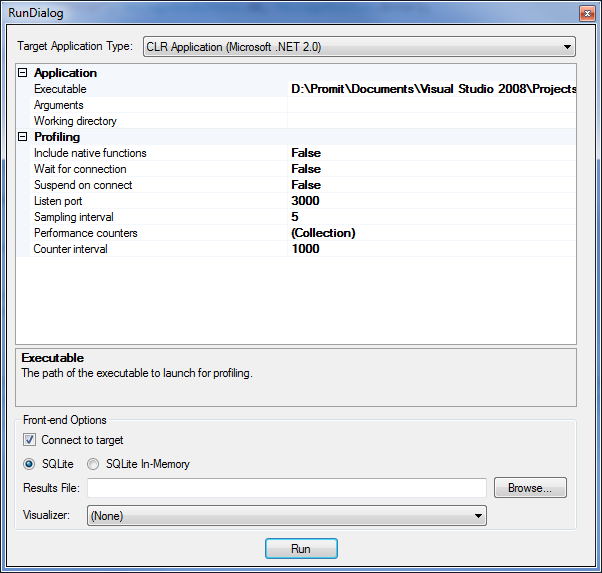 RunDialog
Target Application Type: CLR Application (Microsoft .NET 2.0)
Application
Executable D:\Promit\Documents\Visual Studio 2008\Projects
Arguments
Working directory
Profiling
Include native functions False
Wait for connection False
Suspend on connect False
Listen port 3000
Sampling interval 5
Performance counters (Collection)
Counter interval 1000
Executable
The path of the executable to launch for profiling.
Front-end Options
Connect to target
SQLite SQLite In-Memory
Results File: Browse...
Visualizer: (None)
Run